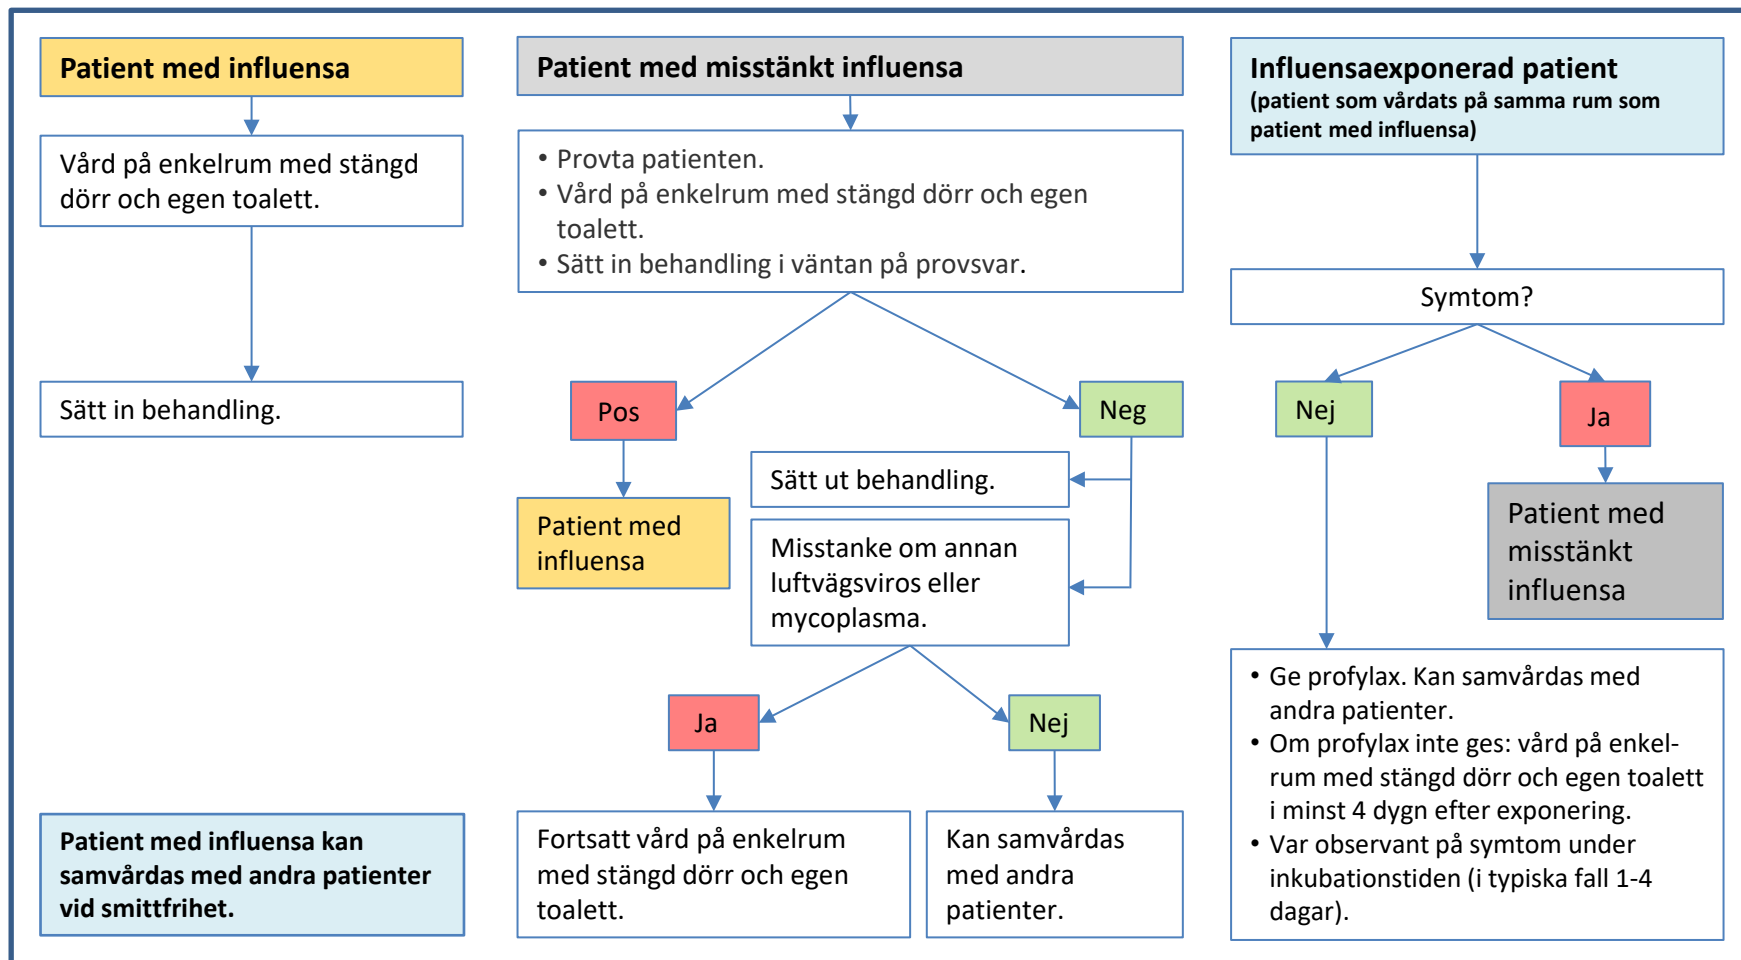 Patient med influensa
Vård på enkelrum med stängd
dörr och egen toalett.
Sätt in behandling.
Patient med influensa kan
samvårdas med andra patienter
vid smittfrihet.
Patient med misstänkt influensa
• Provta patienten.
• Vård på enkelrum med stängd dörr och egen
toalett.
• Sätt in behandling i väntan på provsvar.
Pos
Neg
Patient med
influensa
Sätt ut behandling.
Misstanke om annan
luftvägsviros eller
mycoplasma.
Ja
Nej
Fortsatt vård på enkelrum
med stängd dörr och egen
toalett.
Kan samvårdas
med andra
patienter.
Influensaexponerad patient
(patient som vårdats på samma rum som
patient med influensa)
Symtom?
Nej
Ja
Patient med
misstänkt
influensa
• Ge profylax. Kan samvårdas med
andra patienter.
• Om profylax inte ges: vård på enkel-
rum med stängd dörr och egen toalett
i minst 4 dygn efter exponering.
• Var observant på symtom under
inkubationstiden (i typiska fall 1-4
dagar).